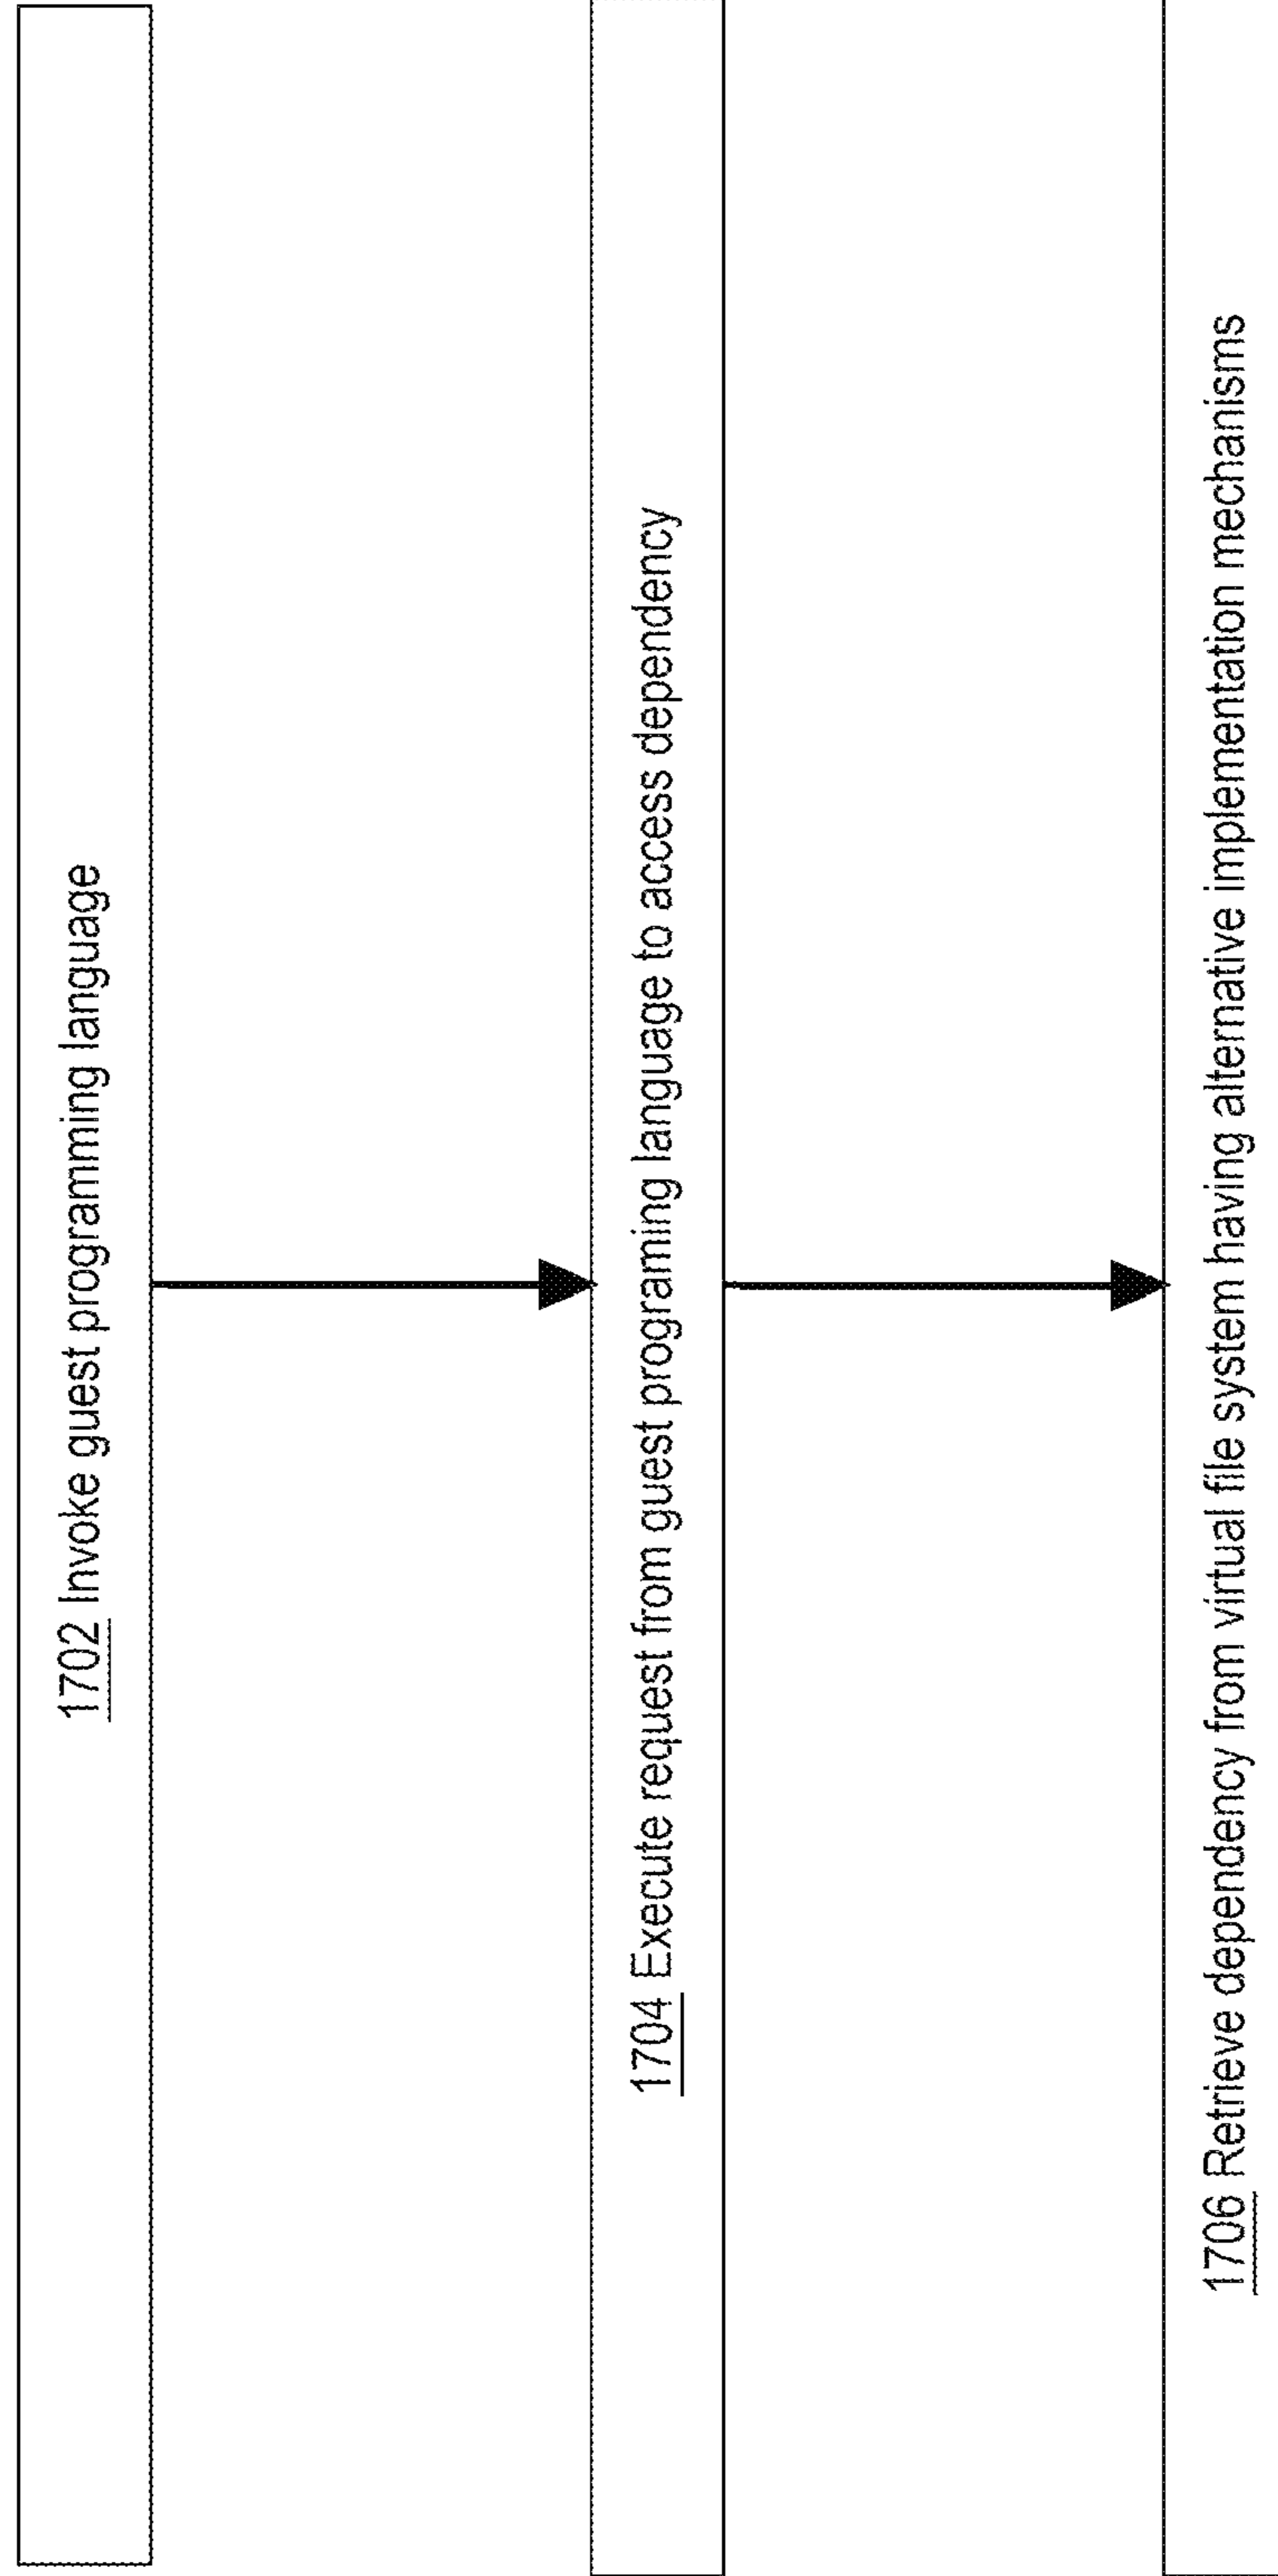 1702 Invoke guest programming language
1704 Execute request from guest programing language to access dependency
1706 Retrieve dependency from virtual file system having alternative implementation mechanisms